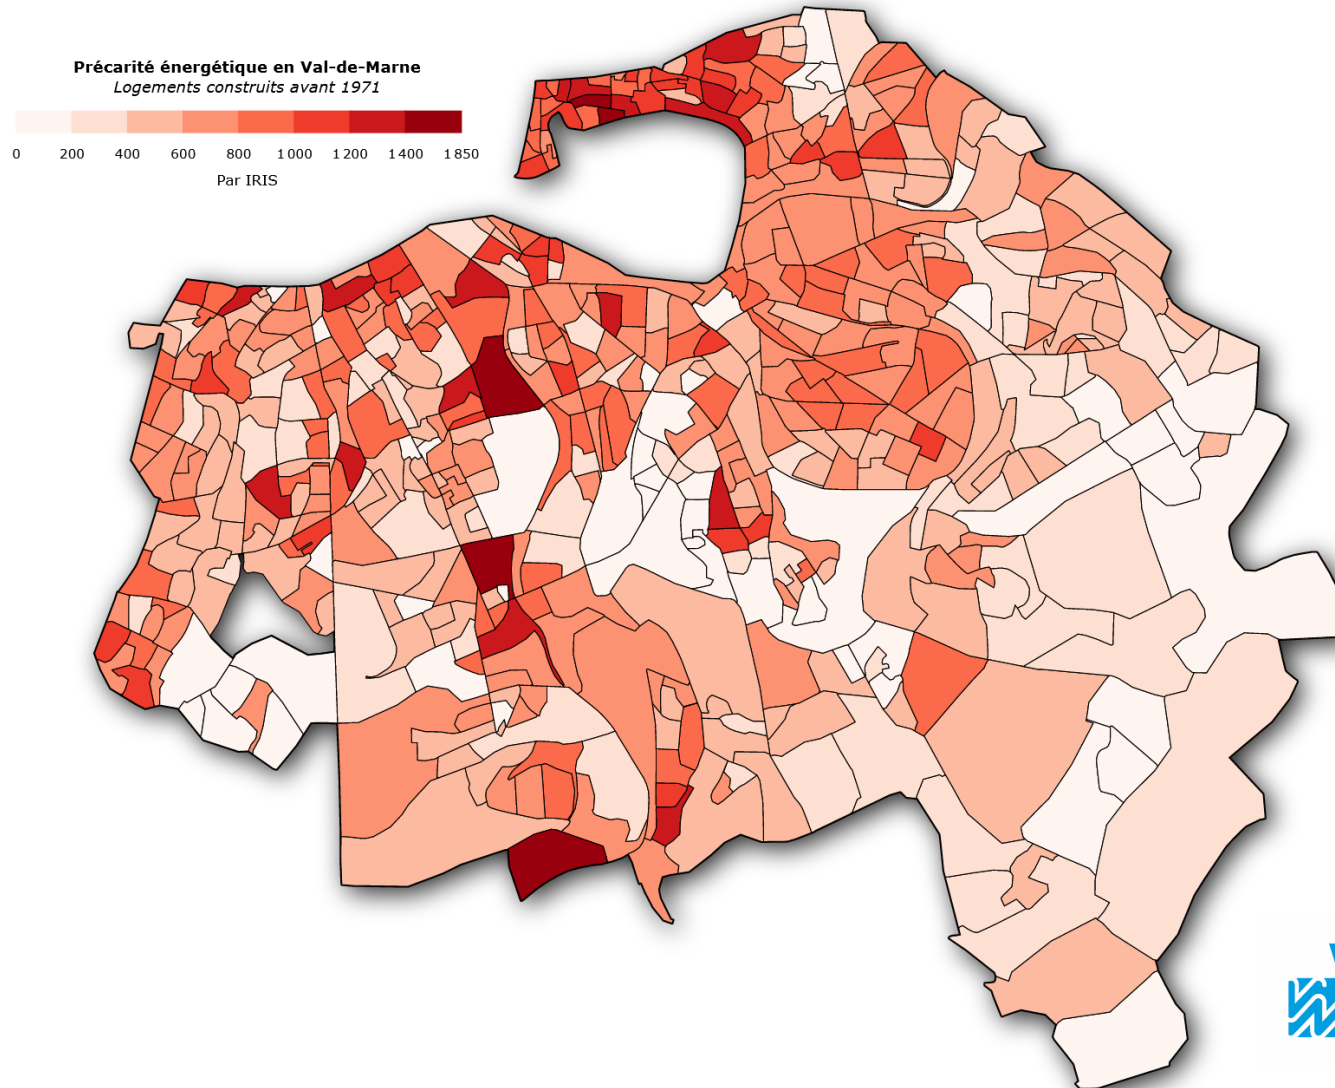 Précarité énergétique en Val-de-Marne
Logements construits avant 1971
0 200 400 600 800 1 000 1 200 1 400 1 850
Par IRIS